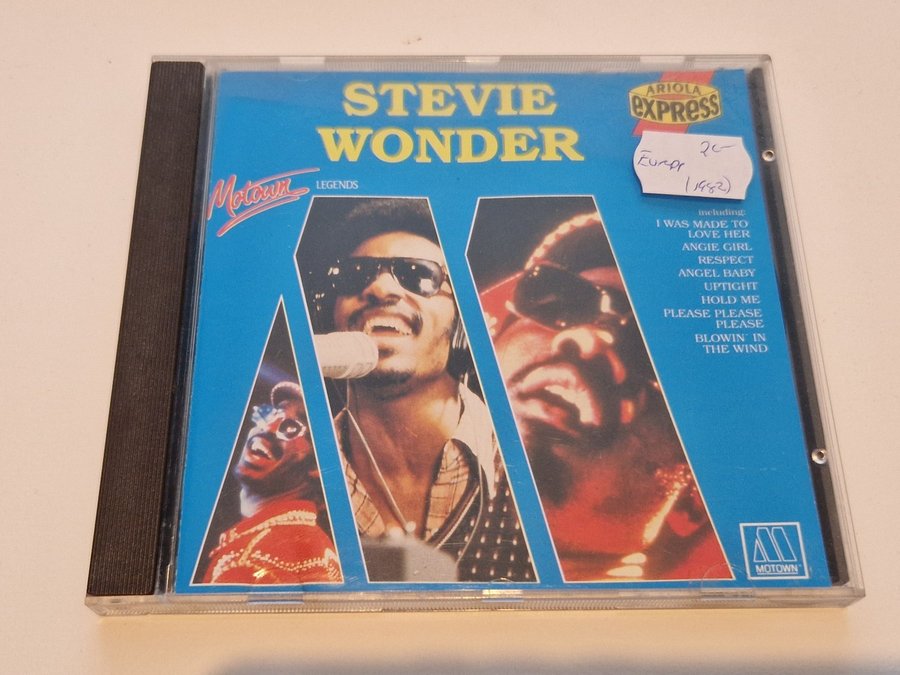 STEVIE
WONDER
ARIOLA
EXPRESS
20-
(1982)
Motown
LEGENDS
including:
I WAS MADE TO
LOVE HER
ANGIE GIRL
RESPECT
ANGEL BABY
UPTIGHT
HOLD ME
PLEASE PLEASE
PLEASE
BLOWIN' IN
THE WIND
MOTOWN